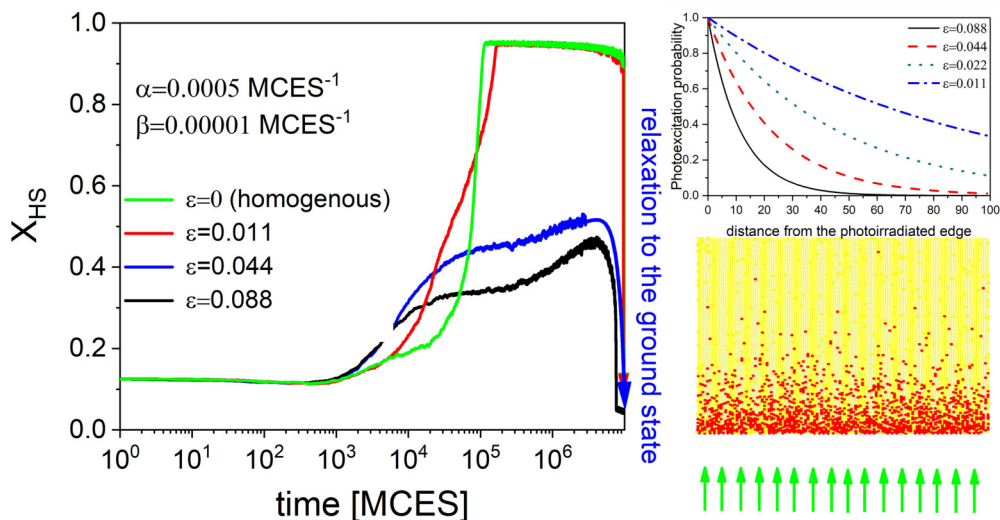 1.0
0.8
0.6
0.4
0.2
0.0
X_HS
α=0.0005 MCES⁻¹
β=0.00001 MCES⁻¹
ε=0 (homogenous)
ε=0.011
ε=0.044
ε=0.088
10⁰ 10¹ 10² 10³ 10⁴ 10⁵ 10⁶
time [MCES]
relaxation to the ground state
Photoexcitation probability
1.0
0.8
0.6
0.4
0.2
0.0
ε=0.088
ε=0.044
ε=0.022
ε=0.011
0 10 20 30 40 50 60 70 80 90 100
distance from the photoirradiated edge